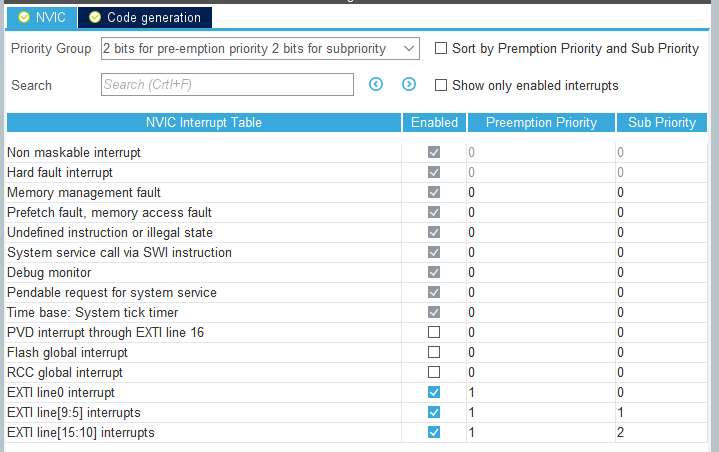 NVIC Code generation
Priority Group 2 bits for pre-emption priority 2 bits for subpriority Sort by Premption Priority and Sub Priority
Search Search (CrtI+F) Show only enabled interrupts
NVIC Interrupt Table Enabled Preemption Priority Sub Priority
Non maskable interrupt 0 0
Hard fault interrupt 0 0
Memory management fault 0 0
Prefetch fault, memory access fault 0 0
Undefined instruction or illegal state 0 0
System service call via SWI instruction 0 0
Debug monitor 0 0
Pendable request for system service 0 0
Time base: System tick timer 0 0
PVD interrupt through EXTI line 16 0 0
Flash global interrupt 0 0
RCC global interrupt 0 0
EXTI line0 interrupt 1 0
EXTI line[9:5] interrupts 1 1
EXTI line[15:10] interrupts 1 2